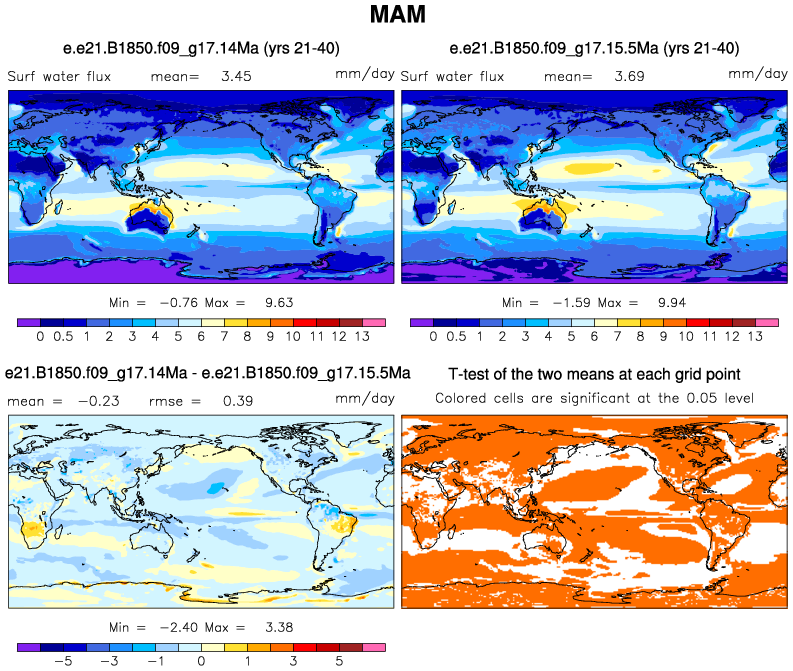 MAM
e.e21.B1850.f09_g17.14Ma (yrs 21-40)
Surf water flux mean= 3.45 mm/day
Min = -0.76 Max = 9.63
0 0.5 1 2 3 4 5 6 7 8 9 10 11 12 13
e.e21.B1850.f09_g17.15.5Ma (yrs 21-40)
Surf water flux mean= 3.69 mm/day
Min = -1.59 Max = 9.94
0 0.5 1 2 3 4 5 6 7 8 9 10 11 12 13
e21.B1850.f09_g17.14Ma - e.e21.B1850.f09_g17.15.5Ma
mean = -0.23 rmse = 0.39 mm/day
Min = -2.40 Max = 3.38
-5 -3 -1 0 1 3 5
T-test of the two means at each grid point
Colored cells are significant at the 0.05 level